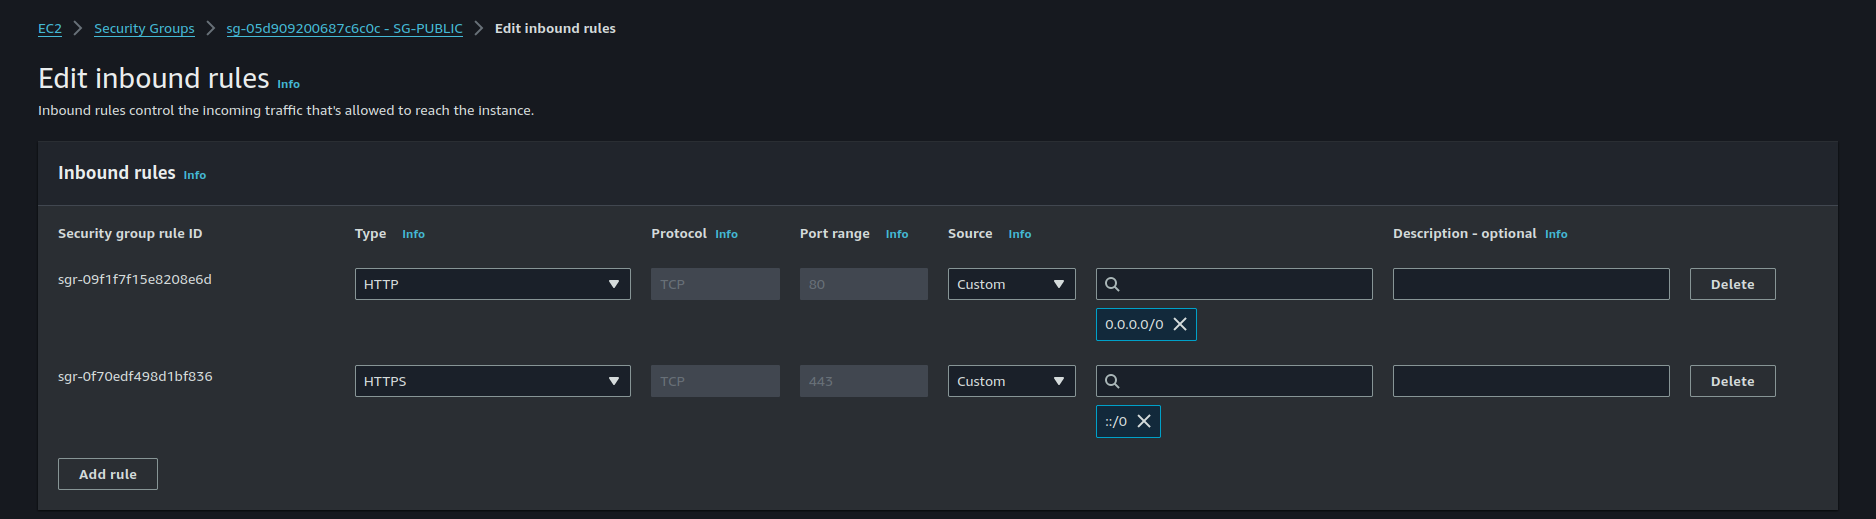 EC2 > Security Groups > sg-05d909200687c6c0c - SG-PUBLIC > Edit inbound rules
Edit inbound rules Info
Inbound rules control the incoming traffic that's allowed to reach the instance.
Inbound rules Info
Security group rule ID Type Info Protocol Info Port range Info Source Info Description - optional Info
sgr-09f1f7f15e8208e6d HTTP TCP 80 Custom Delete
0.0.0.0/0
sgr-0f70edf498d1bf836 HTTPS TCP 443 Custom Delete
::/0
Add rule